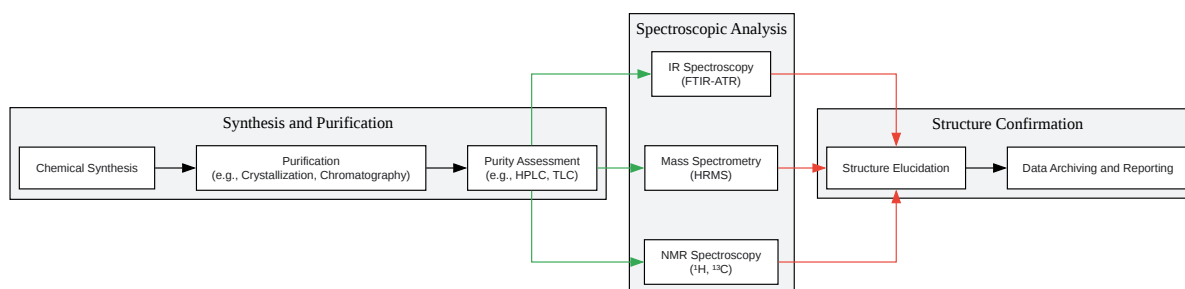 Synthesis and Purification
Chemical Synthesis
Purification
(e.g., Crystallization, Chromatography)
Purity Assessment
(e.g., HPLC, TLC)
Spectroscopic Analysis
IR Spectroscopy
(FTIR-ATR)
Mass Spectrometry
(HRMS)
NMR Spectroscopy
(¹H, ¹³C)
Structure Confirmation
Structure Elucidation
Data Archiving and Reporting